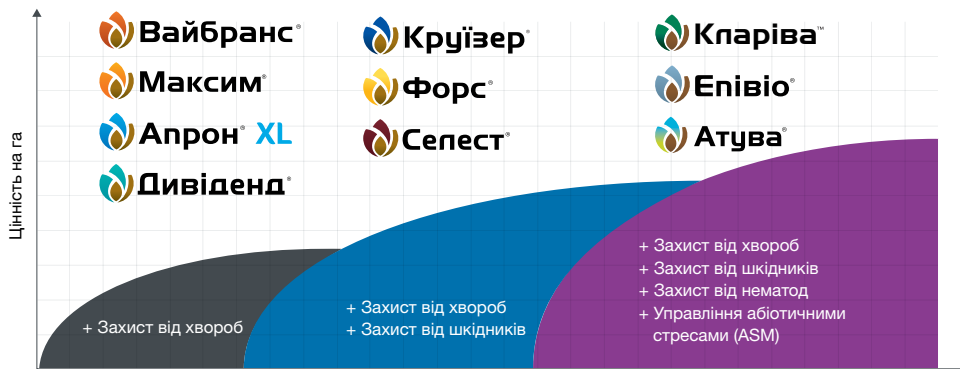 Цінність на га
Вайбранс®
Максим®
Апрон® XL
Дивіденд®
Круїзер®
Форс®
Селест®
Кларіва™
Епівіо®
Атува®
+ Захист від хвороб
+ Захист від хвороб
+ Захист від шкідників
+ Захист від хвороб
+ Захист від шкідників
+ Захист від нематод
+ Управління абіотичними
стресами (ASM)